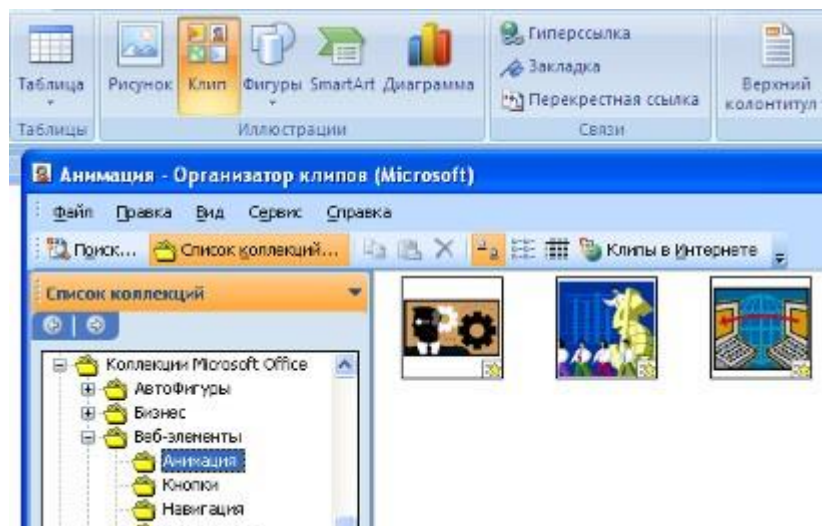 Гиперссылка
Закладка
Перекрестная ссылка
Таблица Рисунок Клип Фигуры SmartArt Диаграмма
Верхний колонтитул
Таблицы Иллюстрации Связи
Анимация - Организатор клипов (Microsoft)
Файл Правка Вид Сервис Справка
Поиск... Список коллекций... Клипы в Интернете
Список коллекций
Коллекции Microsoft Office
АвтоФигуры
Бизнес
Веб-элементы
Анимация
Кнопки
Навигация